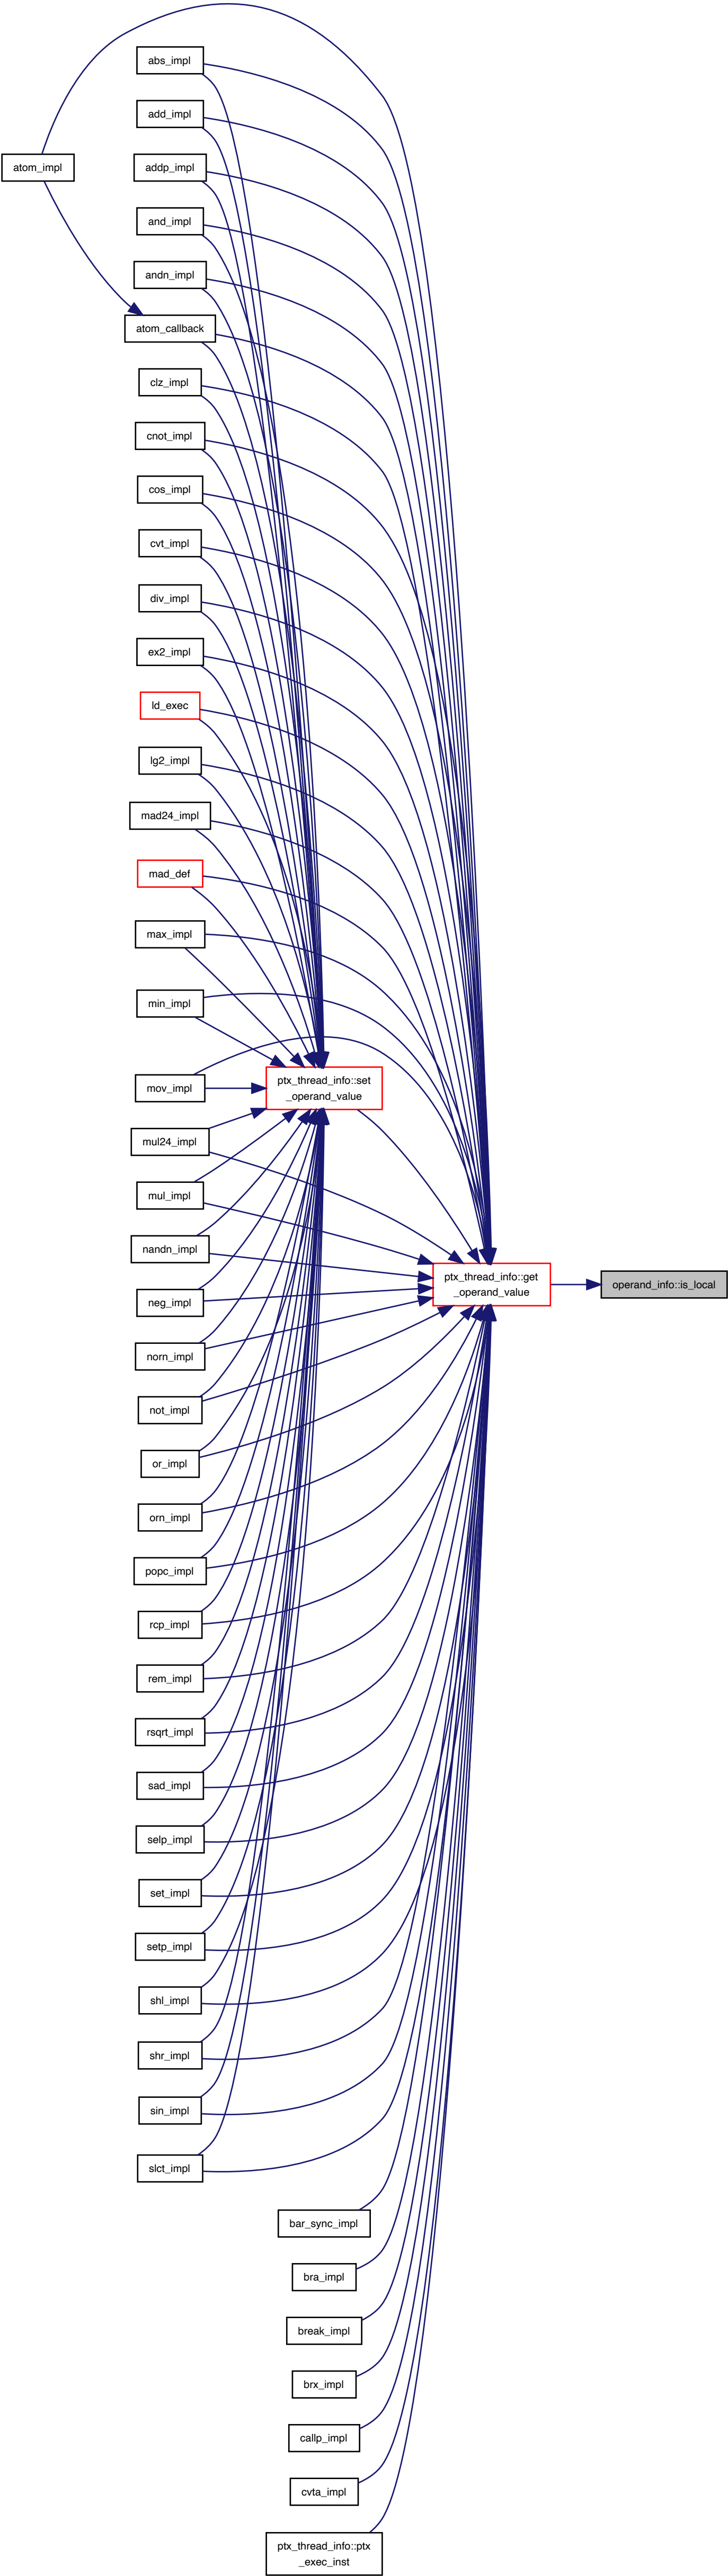 abs_impl
add_impl
atom_impl
addp_impl
and_impl
andn_impl
atom_callback
clz_impl
cnot_impl
cos_impl
cvt_impl
div_impl
ex2_impl
ld_exec
lg2_impl
mad24_impl
mad_def
max_impl
min_impl
mov_impl
ptx_thread_info::set
_operand_value
mul24_impl
mul_impl
nandn_impl
ptx_thread_info::get
_operand_value
operand_info::is_local
neg_impl
norn_impl
not_impl
or_impl
orn_impl
popc_impl
rcp_impl
rem_impl
rsqrt_impl
sad_impl
selp_impl
set_impl
setp_impl
shl_impl
shr_impl
sin_impl
slct_impl
bar_sync_impl
bra_impl
break_impl
brx_impl
callp_impl
cvta_impl
ptx_thread_info::ptx
_exec_inst